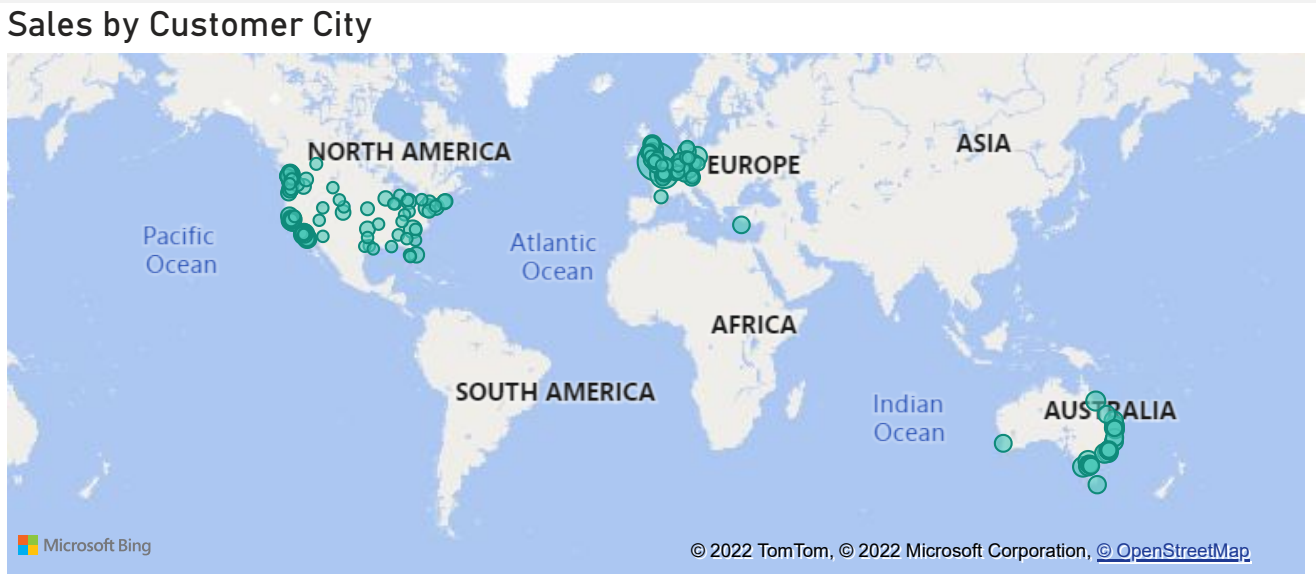 Sales by Customer City
NORTH AMERICA
ASIA
EUROPE
Pacific
Ocean
Atlantic
Ocean
AFRICA
SOUTH AMERICA
Indian
Ocean
AUSTRALIA
Microsoft Bing
© 2022 TomTom, © 2022 Microsoft Corporation, © OpenStreetMap